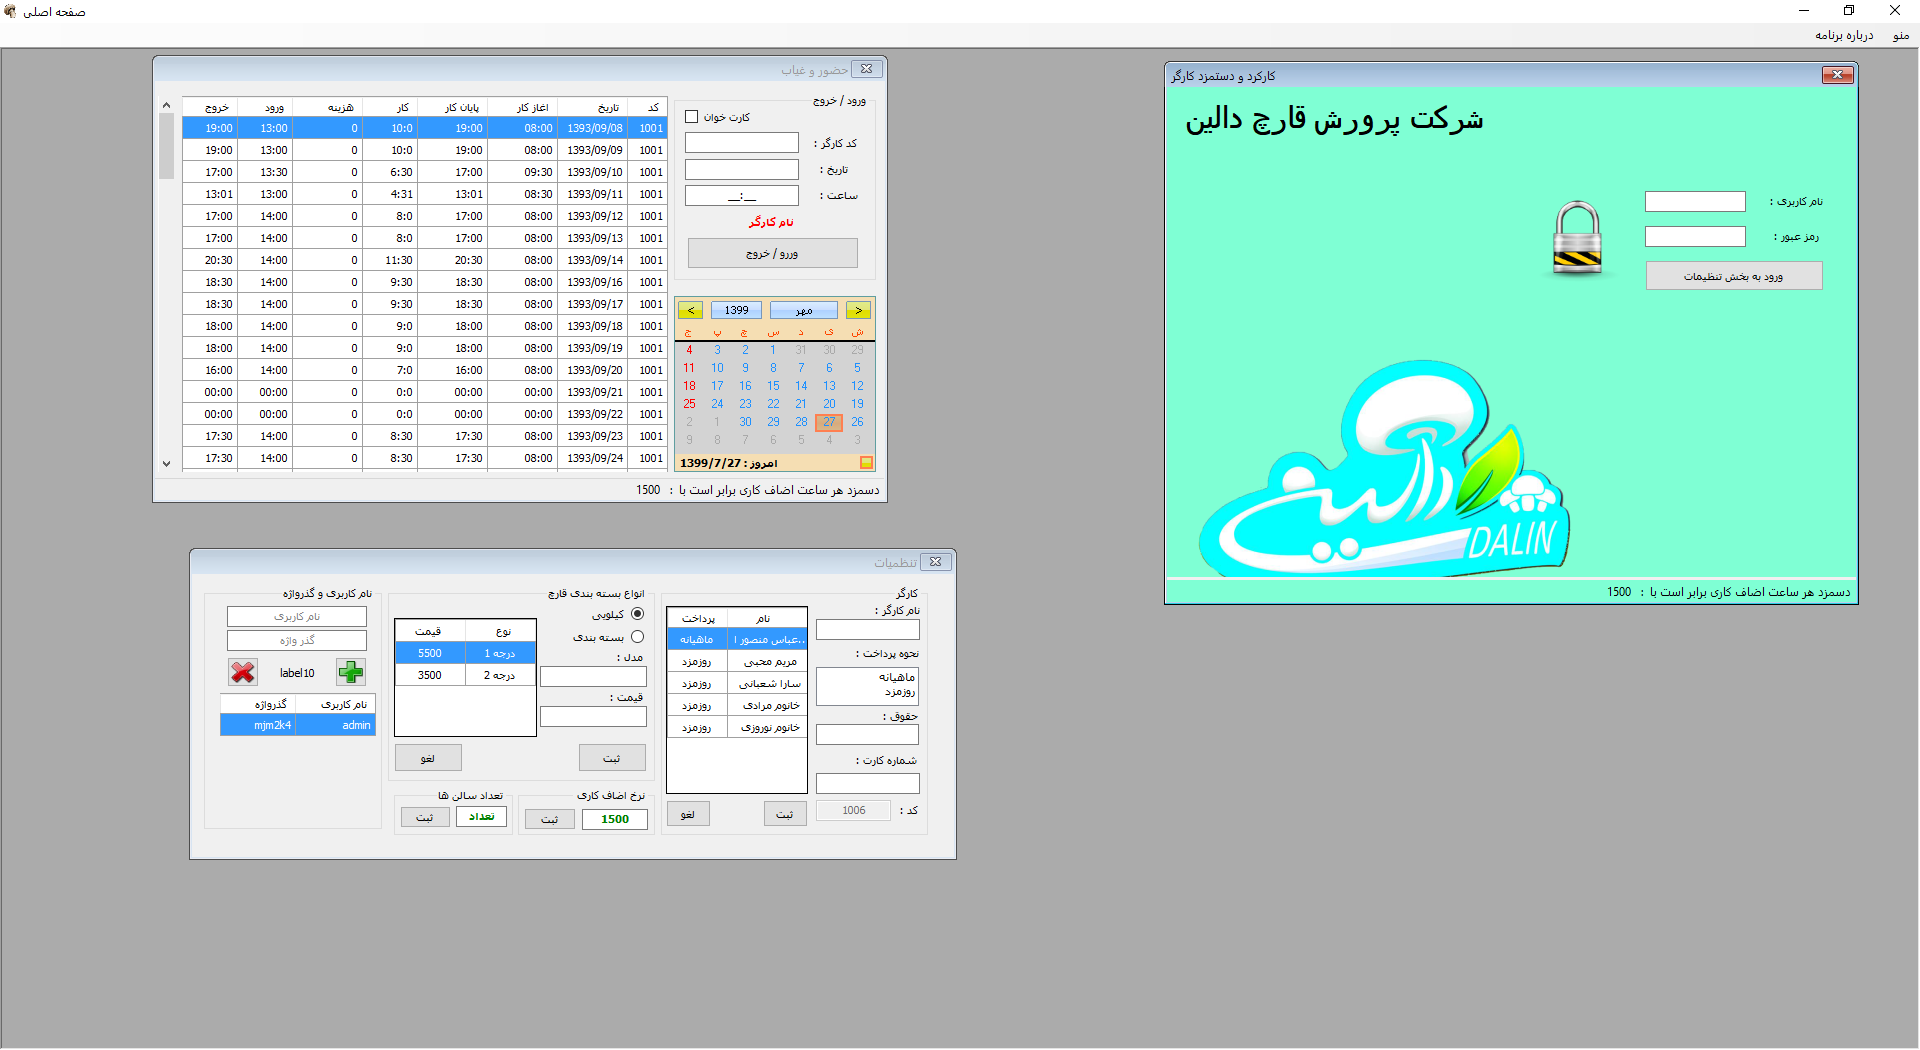 صفحه اصلی
منو درباره برنامه
حضور و غیاب
کد تاریخ اغاز کار پایان کار کار هزینه ورود خروج
1001 1393/09/08 08:00 19:00 10:0 0 13:00 19:00
1001 1393/09/09 08:00 19:00 10:0 0 13:00 19:00
1001 1393/09/10 09:30 17:00 6:30 0 13:30 17:00
1001 1393/09/11 08:30 13:01 4:31 0 13:00 13:01
1001 1393/09/12 08:00 17:00 8:0 0 14:00 17:00
1001 1393/09/13 08:00 17:00 8:0 0 14:00 17:00
1001 1393/09/14 08:00 20:30 11:30 0 14:00 20:30
1001 1393/09/16 08:00 18:30 9:30 0 14:00 18:30
1001 1393/09/17 08:00 18:30 9:30 0 14:00 18:30
1001 1393/09/18 08:00 18:00 9:0 0 14:00 18:00
1001 1393/09/19 08:00 18:00 9:0 0 14:00 18:00
1001 1393/09/20 08:00 16:00 7:0 0 14:00 16:00
1001 1393/09/21 00:00 00:00 0:0 0 00:00 00:00
1001 1393/09/22 00:00 00:00 0:0 0 00:00 00:00
1001 1393/09/23 08:00 17:30 8:30 0 14:00 17:30
1001 1393/09/24 08:00 17:30 8:30 0 14:00 17:30
ورود / خروج
کارت خوان
کد کارگر :
تاریخ :
ساعت : __:__
نام کارگر
وررو / خروج
> مهر 1399 <
ش ی د س چ پ ج
29 30 31 1 2 3 4
5 6 7 8 9 10 11
12 13 14 15 16 17 18
19 20 21 22 23 24 25
26 27 28 29 30 1 2
3 4 5 6 7 8 9
امروز : 1399/7/27
دسمزد هر ساعت اضاف کاری برابر است با : 1500
کارکرد و دستمزد کارگر
شرکت پرورش قارچ دالین
نام کاربری :
رمز عبور :
ورود به بخش تنظیمات
دالین
DALIN
دسمزد هر ساعت اضاف کاری برابر است با : 1500
تنظمیات
کارگر
نام کارگر :
نحوه پرداخت :
ماهیانه
روزمزد
حقوق :
شماره کارت :
کد : 1006
نام پرداخت
عباس منصور ا... ماهیانه
مریم محبی روزمزد
سارا شعبانی روزمزد
خانوم مرادی روزمزد
خانوم نوروزی روزمزد
ثبت لغو
انواع بسته بندی قارچ
کیلویی
بسته بندی
مدل :
قیمت :
نوع قیمت
درجه 1 5500
درجه 2 3500
ثبت لغو
نرخ اضاف کاری
1500 ثبت
تعداد سالن ها
تعداد ثبت
نام کاربری و گذرواژه
نام کاربری
گذر واژه
label10
نام کاربری گذرواژه
admin mjm2k4